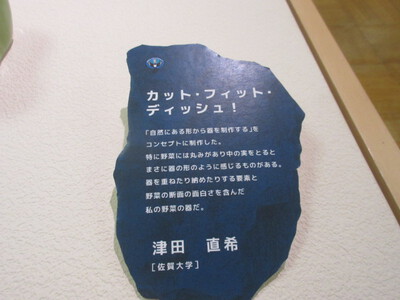 カット・フィット・
ディッシュ！
「自然にある形から器を制作する」を
コンセプトに制作した。
特に野菜には丸みがあり中の実をとると
まさに器の形のように感じるものがある。
器を重ねたり納めたりする要素と
野菜の断面の面白さを含んだ
私の野菜の器だ。
津田 直希
［佐賀大学］